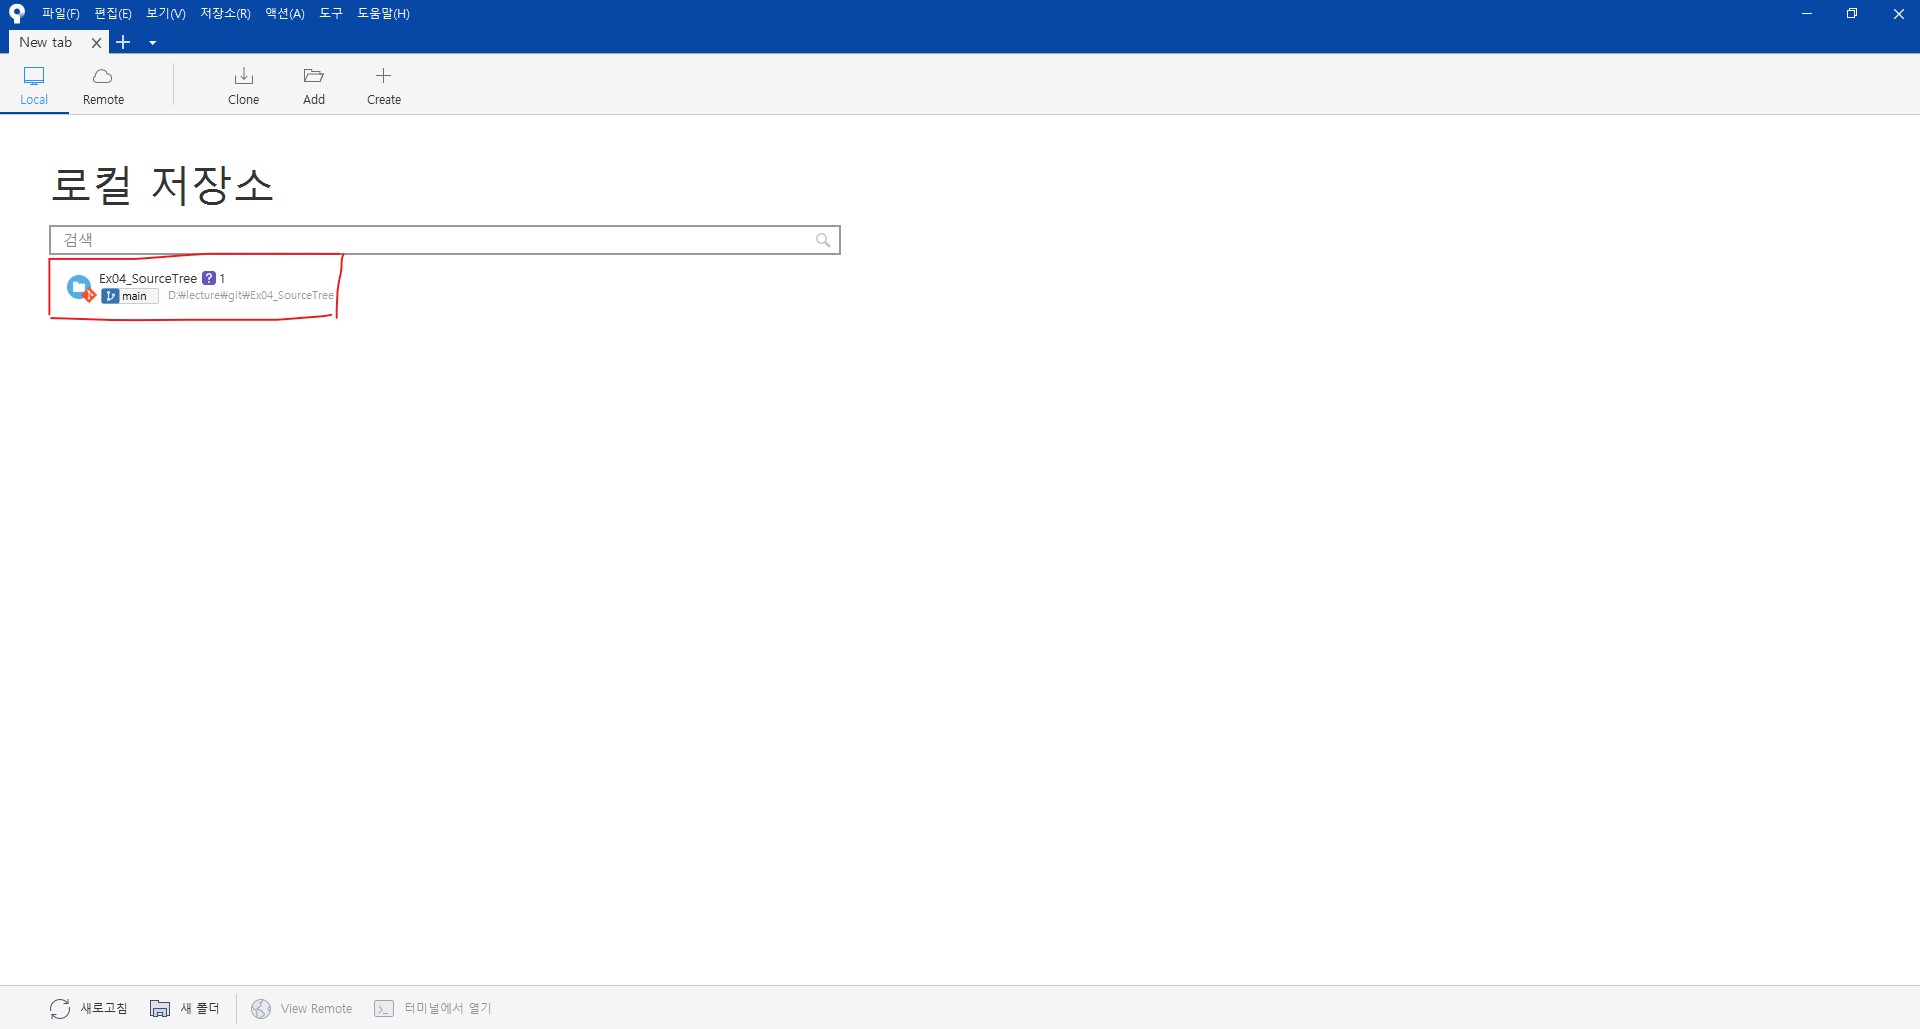 파일(F) 편집(E) 보기(V) 저장소(R) 액션(A) 도구 도움말(H)
New tab
Local Remote Clone Add Create
로컬 저장소
검색
Ex04_SourceTree ? 1
main D:₩lecture₩git₩Ex04_SourceTree
새로고침 새 폴더 View Remote 터미널에서 열기